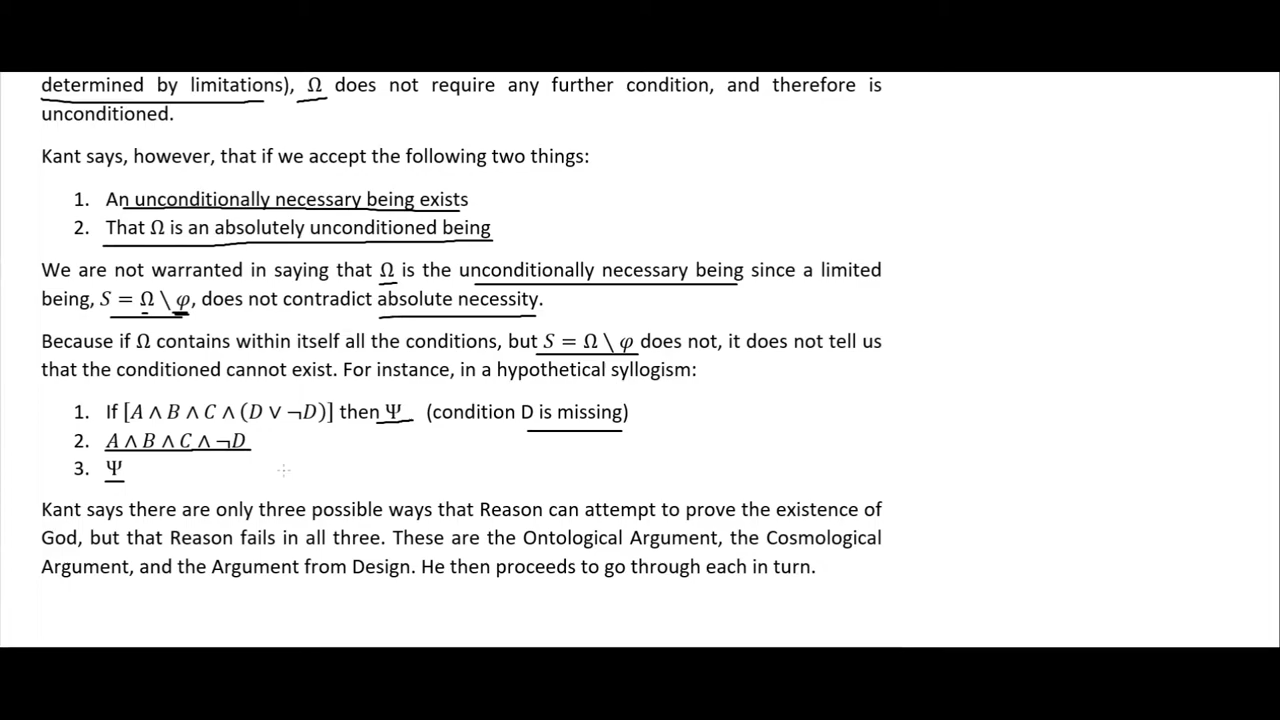 determined by limitations), Ω does not require any further condition, and therefore is
unconditioned.
Kant says, however, that if we accept the following two things:
1. An unconditionally necessary being exists
2. That Ω is an absolutely unconditioned being
We are not warranted in saying that Ω is the unconditionally necessary being since a limited
being, S = Ω \ φ, does not contradict absolute necessity.
Because if Ω contains within itself all the conditions, but S = Ω \ φ does not, it does not tell us
that the conditioned cannot exist. For instance, in a hypothetical syllogism:
1. If [A ∧ B ∧ C ∧ (D ∨ ¬D)] then Ψ (condition D is missing)
2. A ∧ B ∧ C ∧ ¬D
3. Ψ
Kant says there are only three possible ways that Reason can attempt to prove the existence of
God, but that Reason fails in all three. These are the Ontological Argument, the Cosmological
Argument, and the Argument from Design. He then proceeds to go through each in turn.